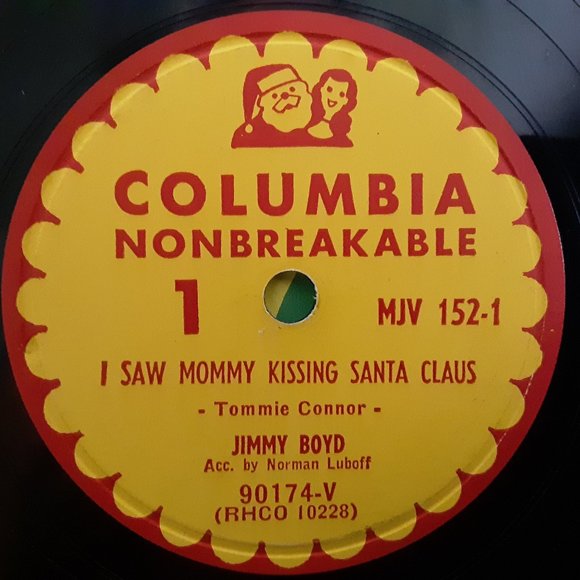 COLUMBIA
NONBREAKABLE
1 MJV 152-1
I SAW MOMMY KISSING SANTA CLAUS
- Tommie Connor -
JIMMY BOYD
Acc. by Norman Luboff
90174-V
(RHCO 10228)